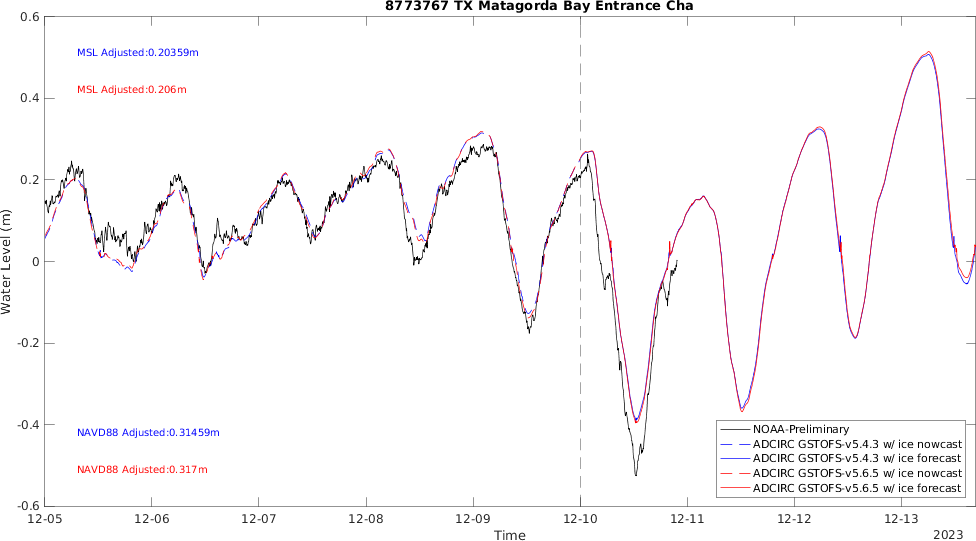 8773767 TX Matagorda Bay Entrance Cha
0.6
MSL Adjusted:0.20359m
MSL Adjusted:0.206m
0.4
0.2
0
-0.2
-0.4
-0.6
Water Level (m)
NAVD88 Adjusted:0.31459m
NAVD88 Adjusted:0.317m
NOAA-Preliminary
ADCIRC GSTOFS-v5.4.3 w/ ice nowcast
ADCIRC GSTOFS-v5.4.3 w/ ice forecast
ADCIRC GSTOFS-v5.6.5 w/ ice nowcast
ADCIRC GSTOFS-v5.6.5 w/ ice forecast
12-05 12-06 12-07 12-08 12-09 12-10 12-11 12-12 12-13
Time
2023